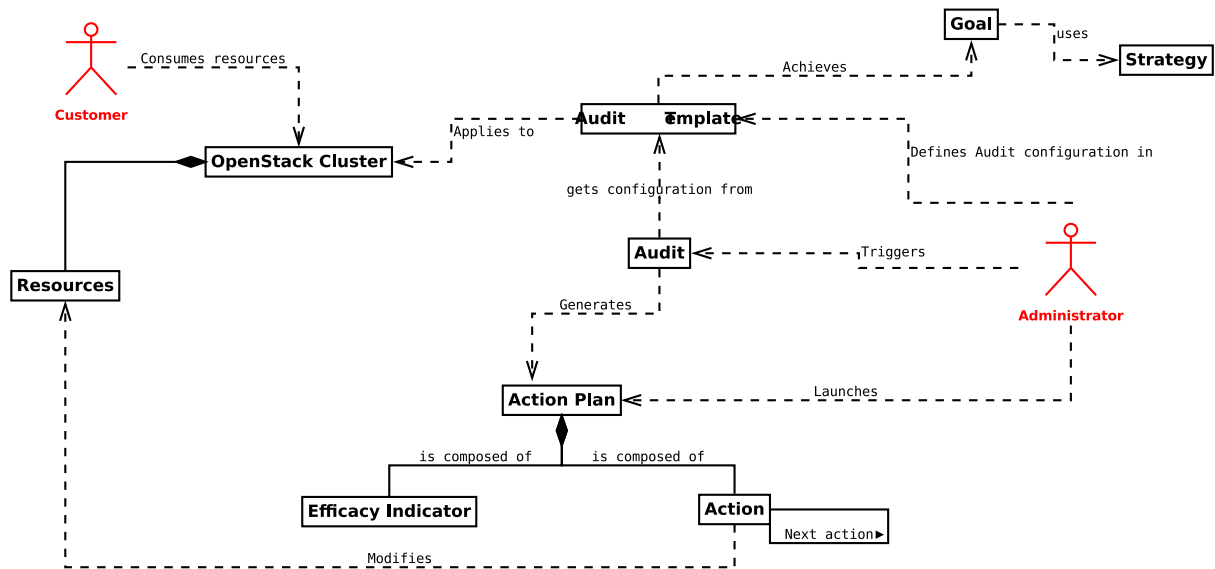 Goal
uses
Consumes resources
Strategy
Achieves
Customer
Audit Template
Applies to
OpenStack Cluster
Defines Audit configuration in
gets configuration from
Audit
Triggers
Resources
Generates
Administrator
Action Plan
Launches
is composed of
is composed of
Efficacy Indicator
Action
Next action
Modifies